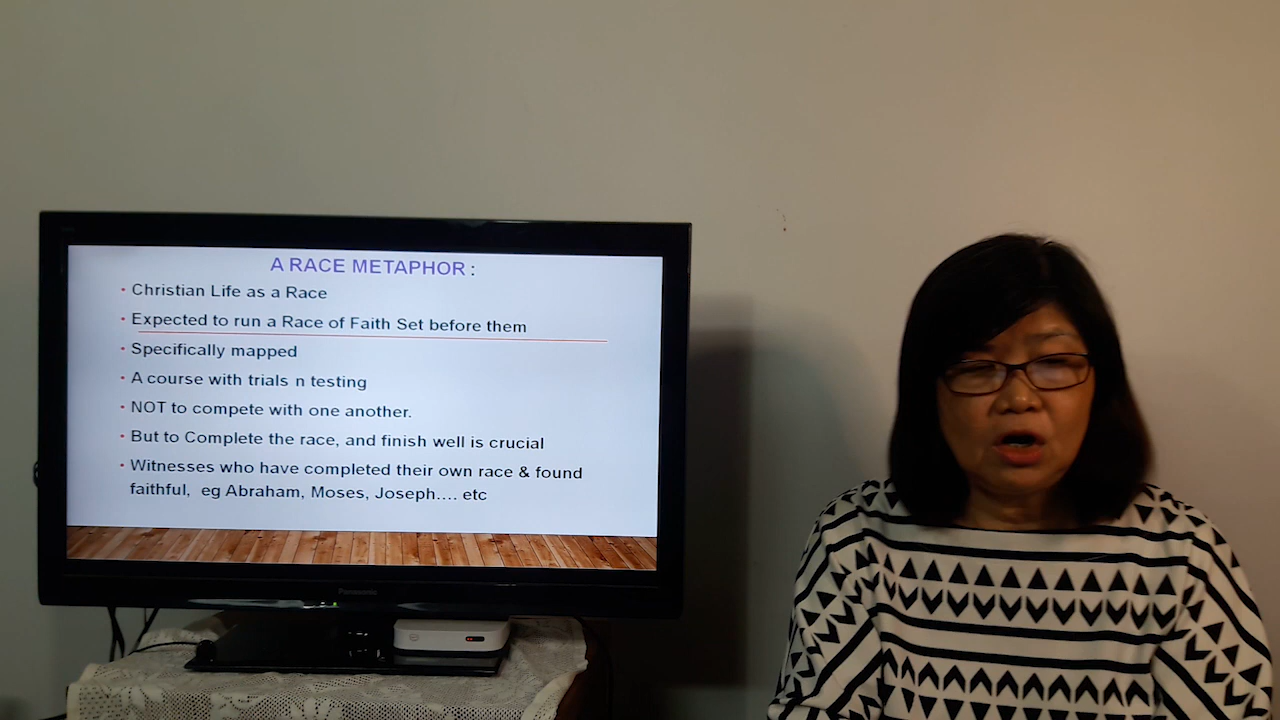 A RACE METAPHOR :
• Christian Life as a Race
• Expected to run a Race of Faith Set before them
• Specifically mapped
• A course with trials n testing
• NOT to compete with one another.
• But to Complete the race, and finish well is crucial
• Witnesses who have completed their own race & found
faithful, eg Abraham, Moses, Joseph.... etc
Panasonic